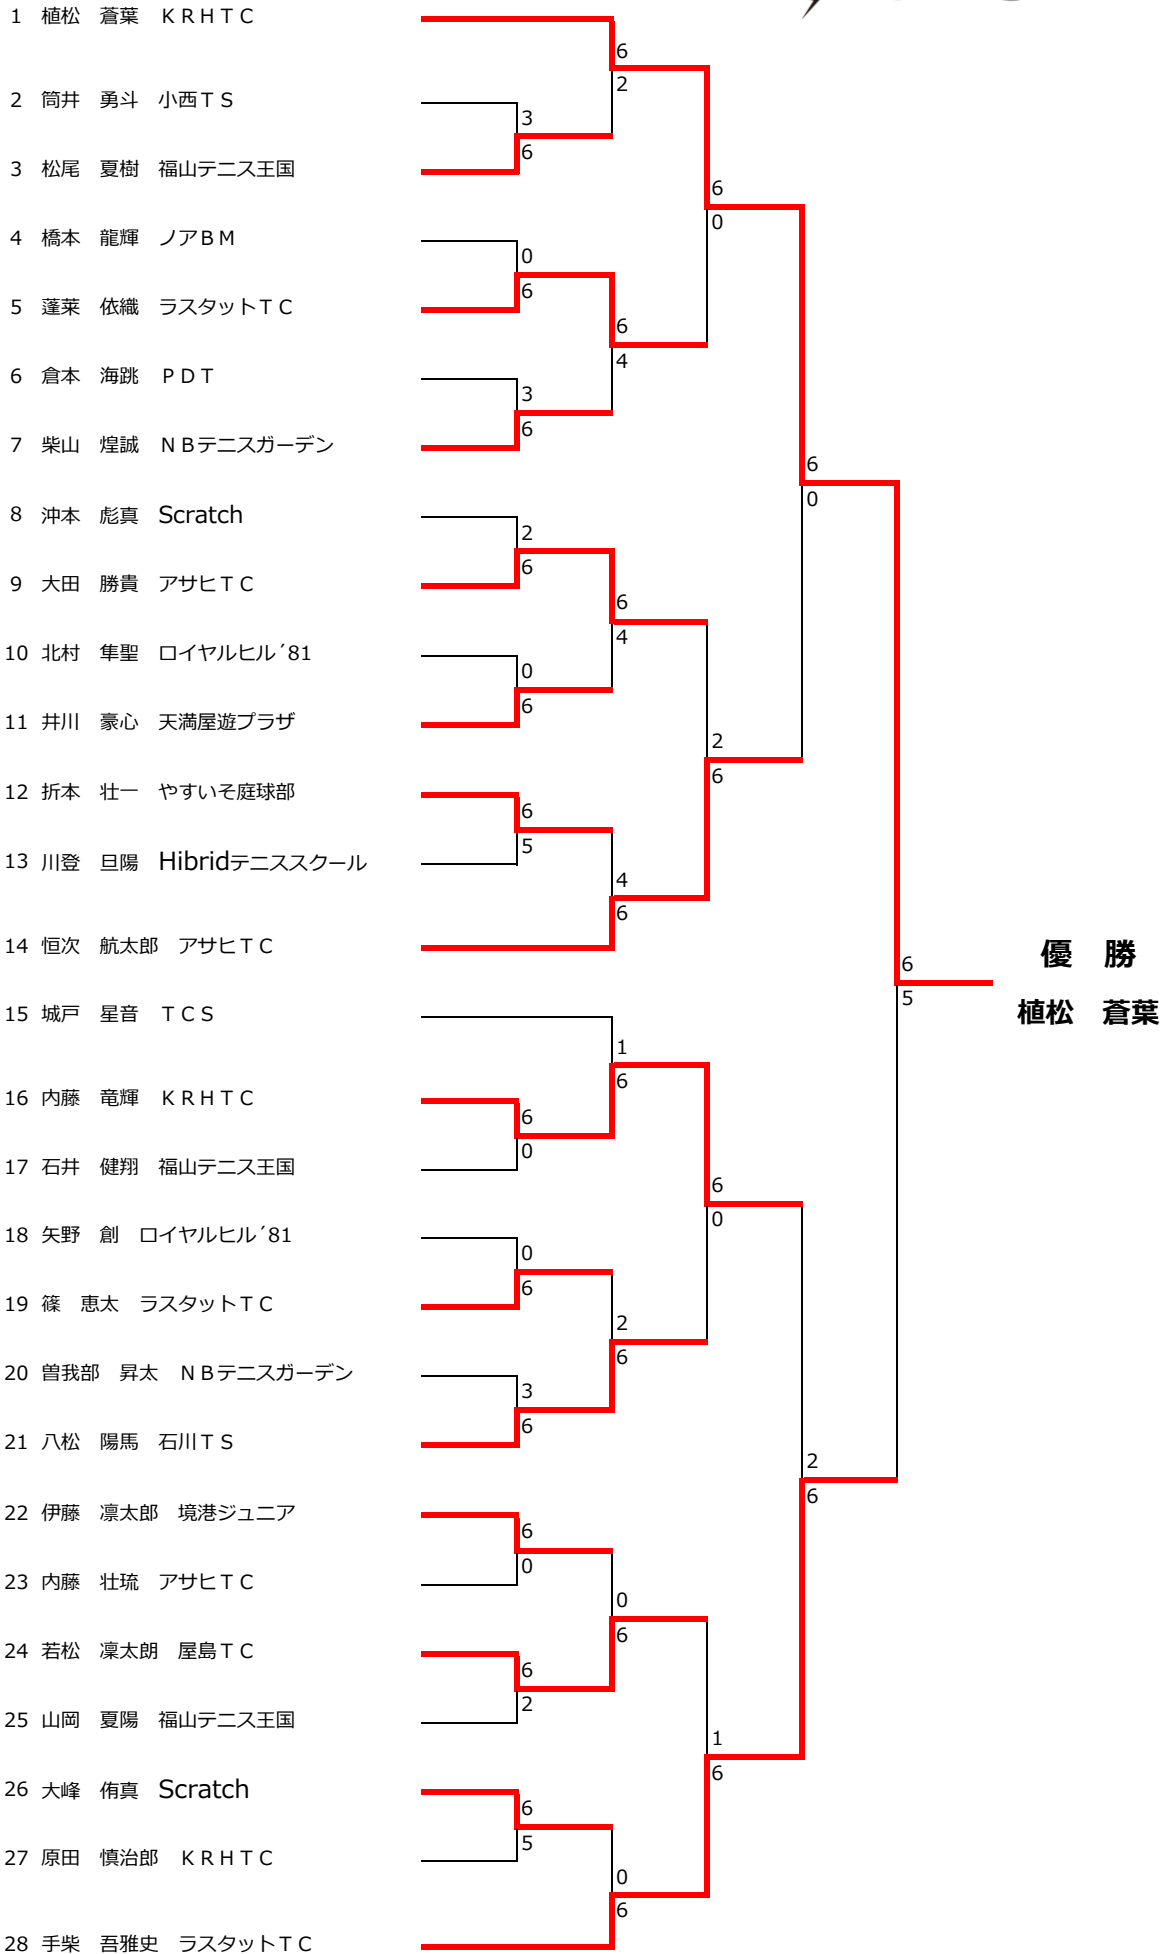 1 植松　蒼葉　ＫＲＨＴＣ
6
2
2 筒井　勇斗　小西ＴＳ
3
6
3 松尾　夏樹　福山テニス王国
6
0
4 橋本　龍輝　ノアＢＭ
0
6
5 蓬莱　依織　ラスタットＴＣ
6
4
6 倉本　海跳　ＰＤＴ
3
6
7 柴山　煌誠　ＮＢテニスガーデン
6
0
8 沖本　彪真　Scratch
2
6
9 大田　勝貴　アサヒＴＣ
6
4
10 北村　隼聖　ロイヤルヒル´81
0
6
11 井川　豪心　天満屋遊プラザ
2
6
12 折本　壮一　やすいそ庭球部
6
5
13 川登　旦陽　Hibridテニススクール
4
6
14 恒次　航太郎　アサヒＴＣ
優　勝
6
5
植松　蒼葉
15 城戸　星音　ＴＣＳ
1
6
16 内藤　竜輝　ＫＲＨＴＣ
6
0
17 石井　健翔　福山テニス王国
6
0
18 矢野　創　ロイヤルヒル´81
0
6
19 篠　恵太　ラスタットＴＣ
2
6
20 曽我部　昇太　ＮＢテニスガーデン
3
6
21 八松　陽馬　石川ＴＳ
2
6
22 伊藤　凛太郎　境港ジュニア
6
0
23 内藤　壮琉　アサヒＴＣ
0
6
24 若松　凜太朗　屋島ＴＣ
6
2
25 山岡　夏陽　福山テニス王国
1
6
26 大峰　侑真　Scratch
6
5
27 原田　慎治郎　ＫＲＨＴＣ
0
6
28 手柴　吾雅史　ラスタットＴＣ